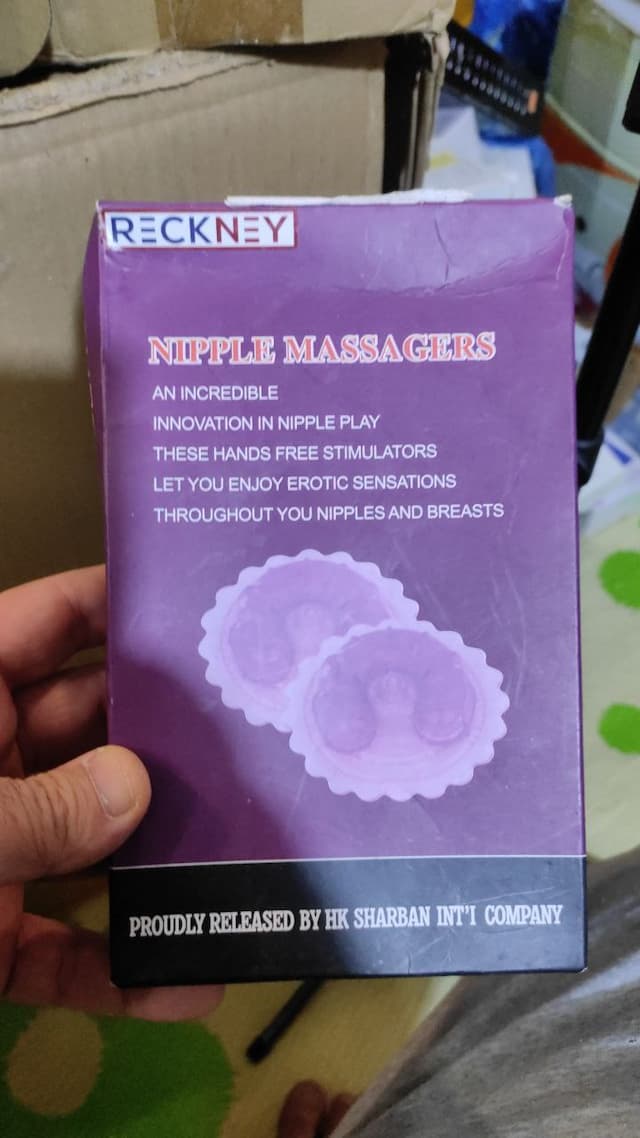 RECKNEY
NIPPLE MASSAGERS
AN INCREDIBLE
INNOVATION IN NIPPLE PLAY
THESE HANDS FREE STIMULATORS
LET YOU ENJOY EROTIC SENSATIONS
THROUGHOUT YOU NIPPLES AND BREASTS
PROUDLY RELEASED BY HK SHARBAN INT'I COMPANY